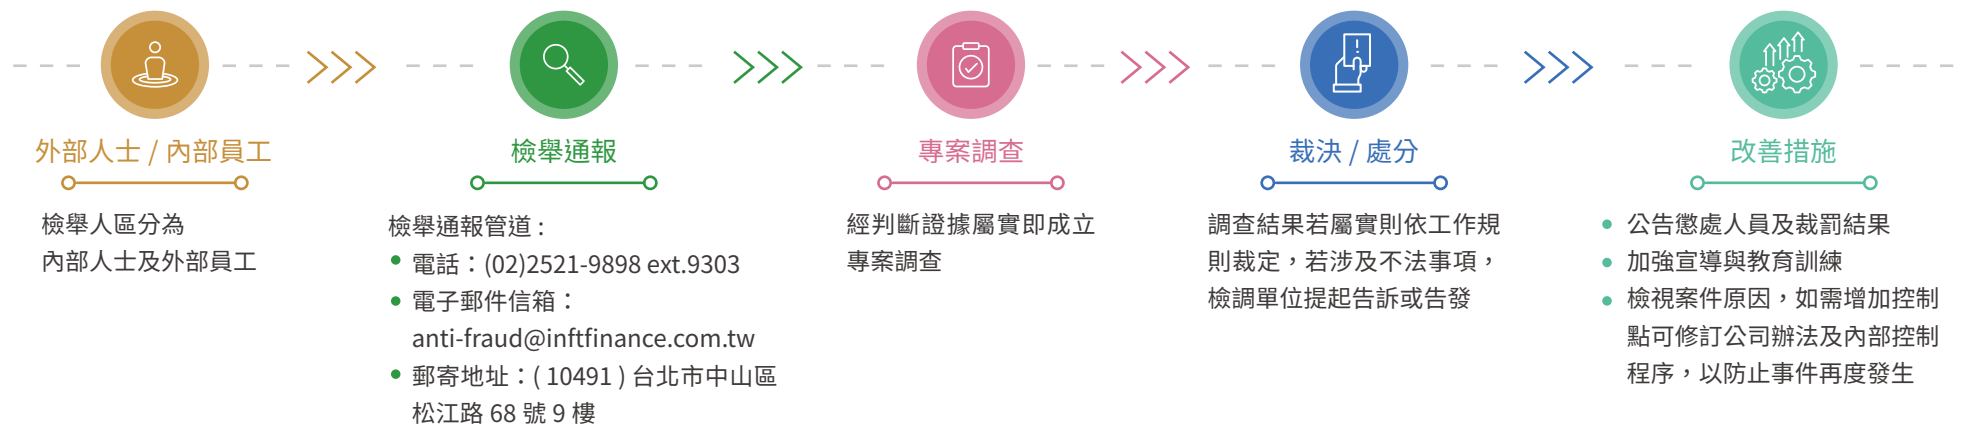 外部人士 / 內部員工
檢舉人區分為
內部人士及外部員工
檢舉通報
檢舉通報管道 :
電話：(02)2521-9898 ext.9303
電子郵件信箱：
anti-fraud@inftfinance.com.tw
郵寄地址：( 10491 ) 台北市中山區
松江路 68 號 9 樓
專案調查
經判斷證據屬實即成立
專案調查
裁決 / 處分
調查結果若屬實則依工作規
則裁定，若涉及不法事項，
檢調單位提起告訴或告發
改善措施
公告懲處人員及裁罰結果
加強宣導與教育訓練
檢視案件原因，如需增加控制
點可修訂公司辦法及內部控制
程序，以防止事件再度發生